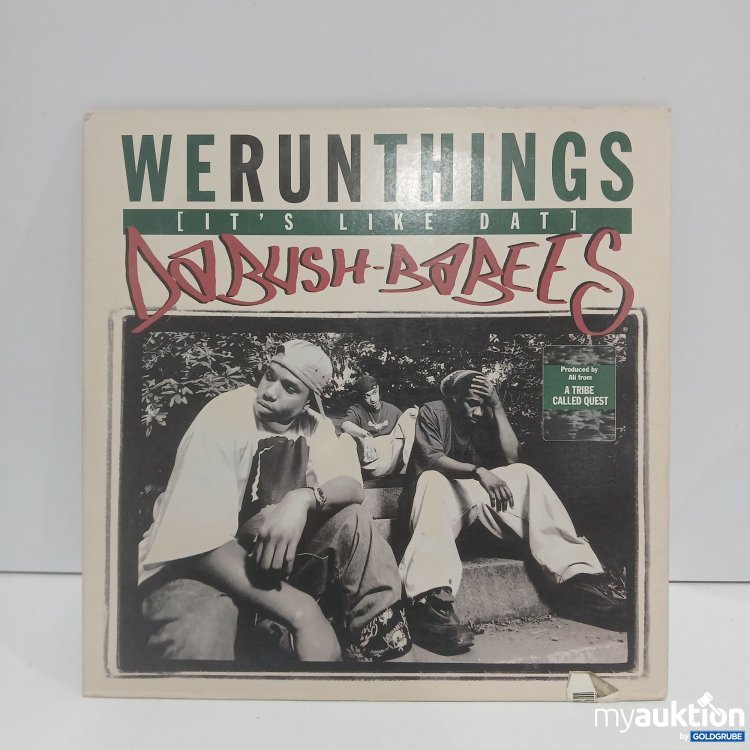 WERUNTHINGS
[IT'S LIKE DAT]
DA BUSH-BABEES
Produced by
Ali from
A TRIBE
CALLED QUEST
myauktion
by GOLDGRUBE